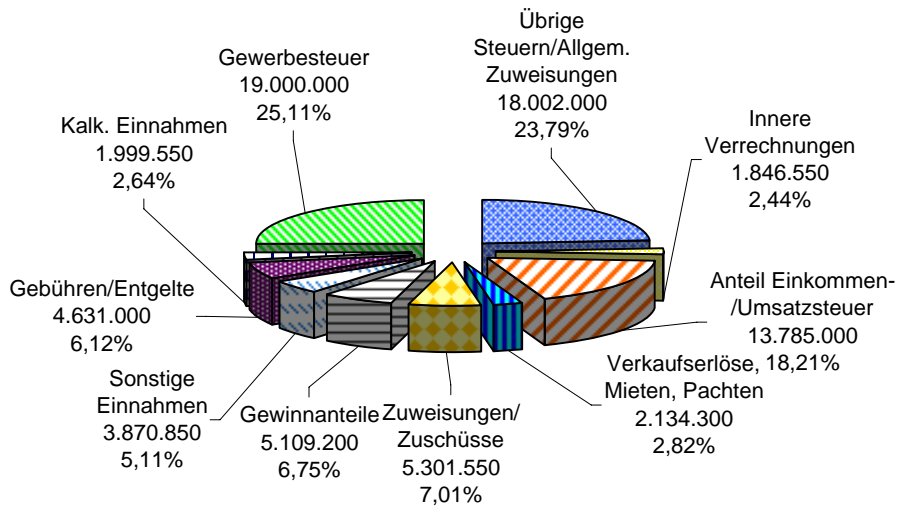 Übrige
Steuern/Allgem.
Zuweisungen
18.002.000
23,79%
Gewerbesteuer
19.000.000
25,11%
Kalk. Einnahmen
1.999.550
2,64%
Innere
Verrechnungen
1.846.550
2,44%
Gebühren/Entgelte
4.631.000
6,12%
Anteil Einkommen-
/Umsatzsteuer
13.785.000
18,21%
Verkaufserlöse,
Mieten, Pachten
2.134.300
2,82%
Sonstige
Einnahmen
3.870.850
5,11%
Gewinnanteile
5.109.200
6,75%
Zuweisungen/
Zuschüsse
5.301.550
7,01%